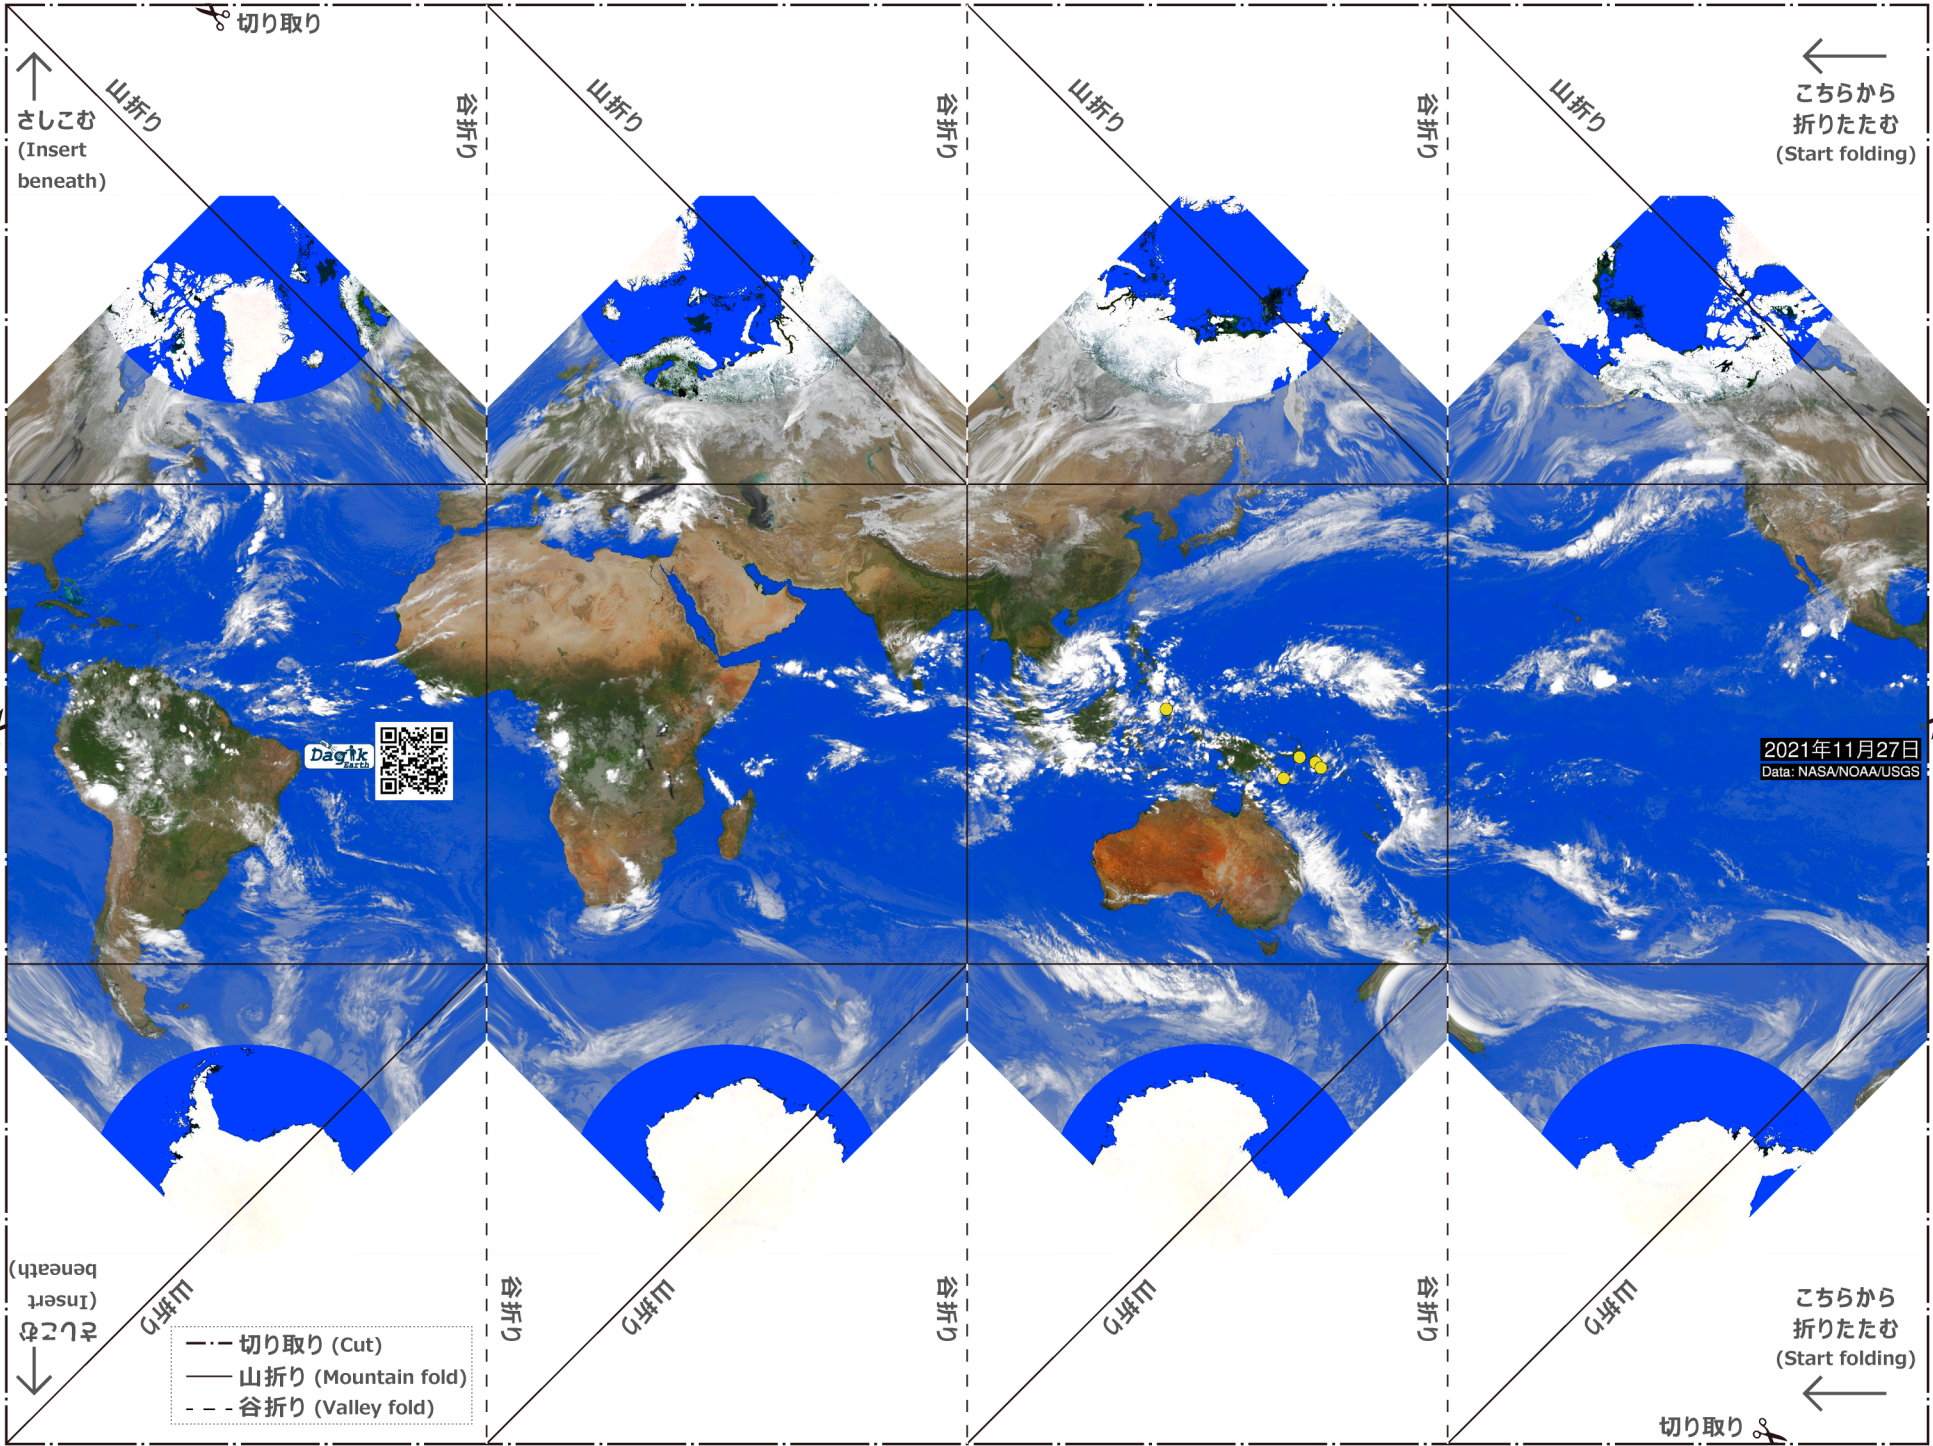 切り取り
山折り
谷折り
山折り
谷折り
山折り
谷折り
山折り
さしこむ
(Insert
beneath)
こちらから
折りたたむ
(Start folding)
Dagik
Earth
2021年11月27日
Data: NASA/NOAA/USGS
さしこむ
(Insert
beneath)
山折り
谷折り
山折り
谷折り
山折り
谷折り
山折り
こちらから
折りたたむ
(Start folding)
切り取り (Cut)
山折り (Mountain fold)
谷折り (Valley fold)
切り取り